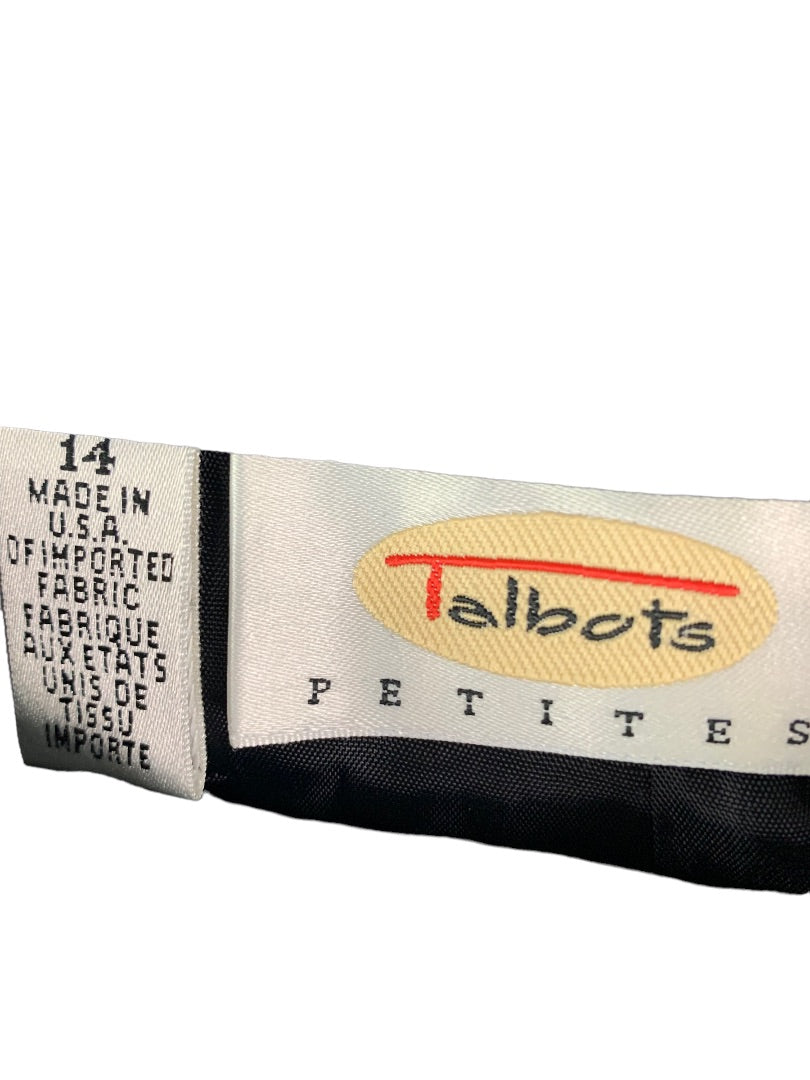 14
MADE IN
U.S.A.
OF IMPORTED
FABRIC
FABRIQUE
AUX ETATS
UNIS DE
TISSU
IMPORTE
Talbots
PETITES